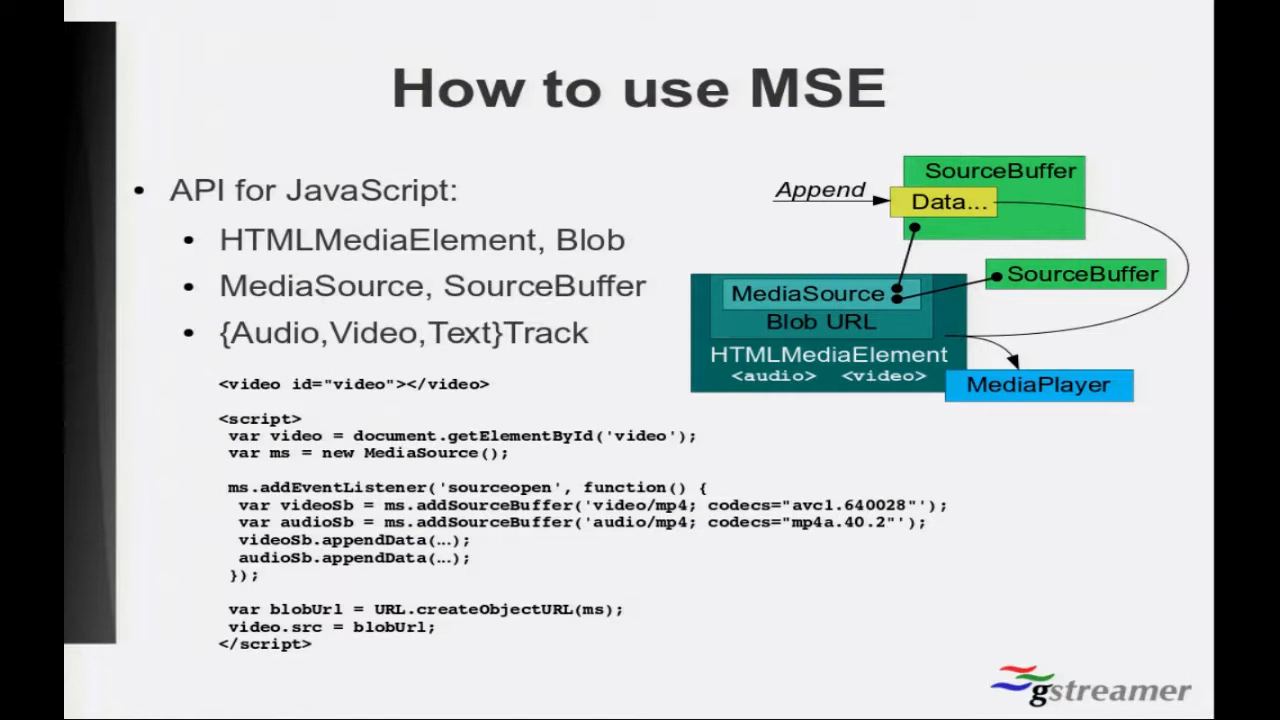 How to use MSE
• API for JavaScript:
• HTMLMediaElement, Blob
• MediaSource, SourceBuffer
• {Audio,Video,Text}Track
<video id="video"></video>
<script>
var video = document.getElementById('video');
var ms = new MediaSource();
ms.addEventListener('sourceopen', function() {
var videoSb = ms.addSourceBuffer('video/mp4; codecs="avc1.640028"');
var audioSb = ms.addSourceBuffer('audio/mp4; codecs="mp4a.40.2"');
videoSb.appendData(…);
audioSb.appendData(…);
});
var blobUrl = URL.createObjectURL(ms);
video.src = blobUrl;
</script>
SourceBuffer
Append
Data...
SourceBuffer
MediaSource
Blob URL
HTMLMediaElement
<audio> <video>
MediaPlayer
gstreamer